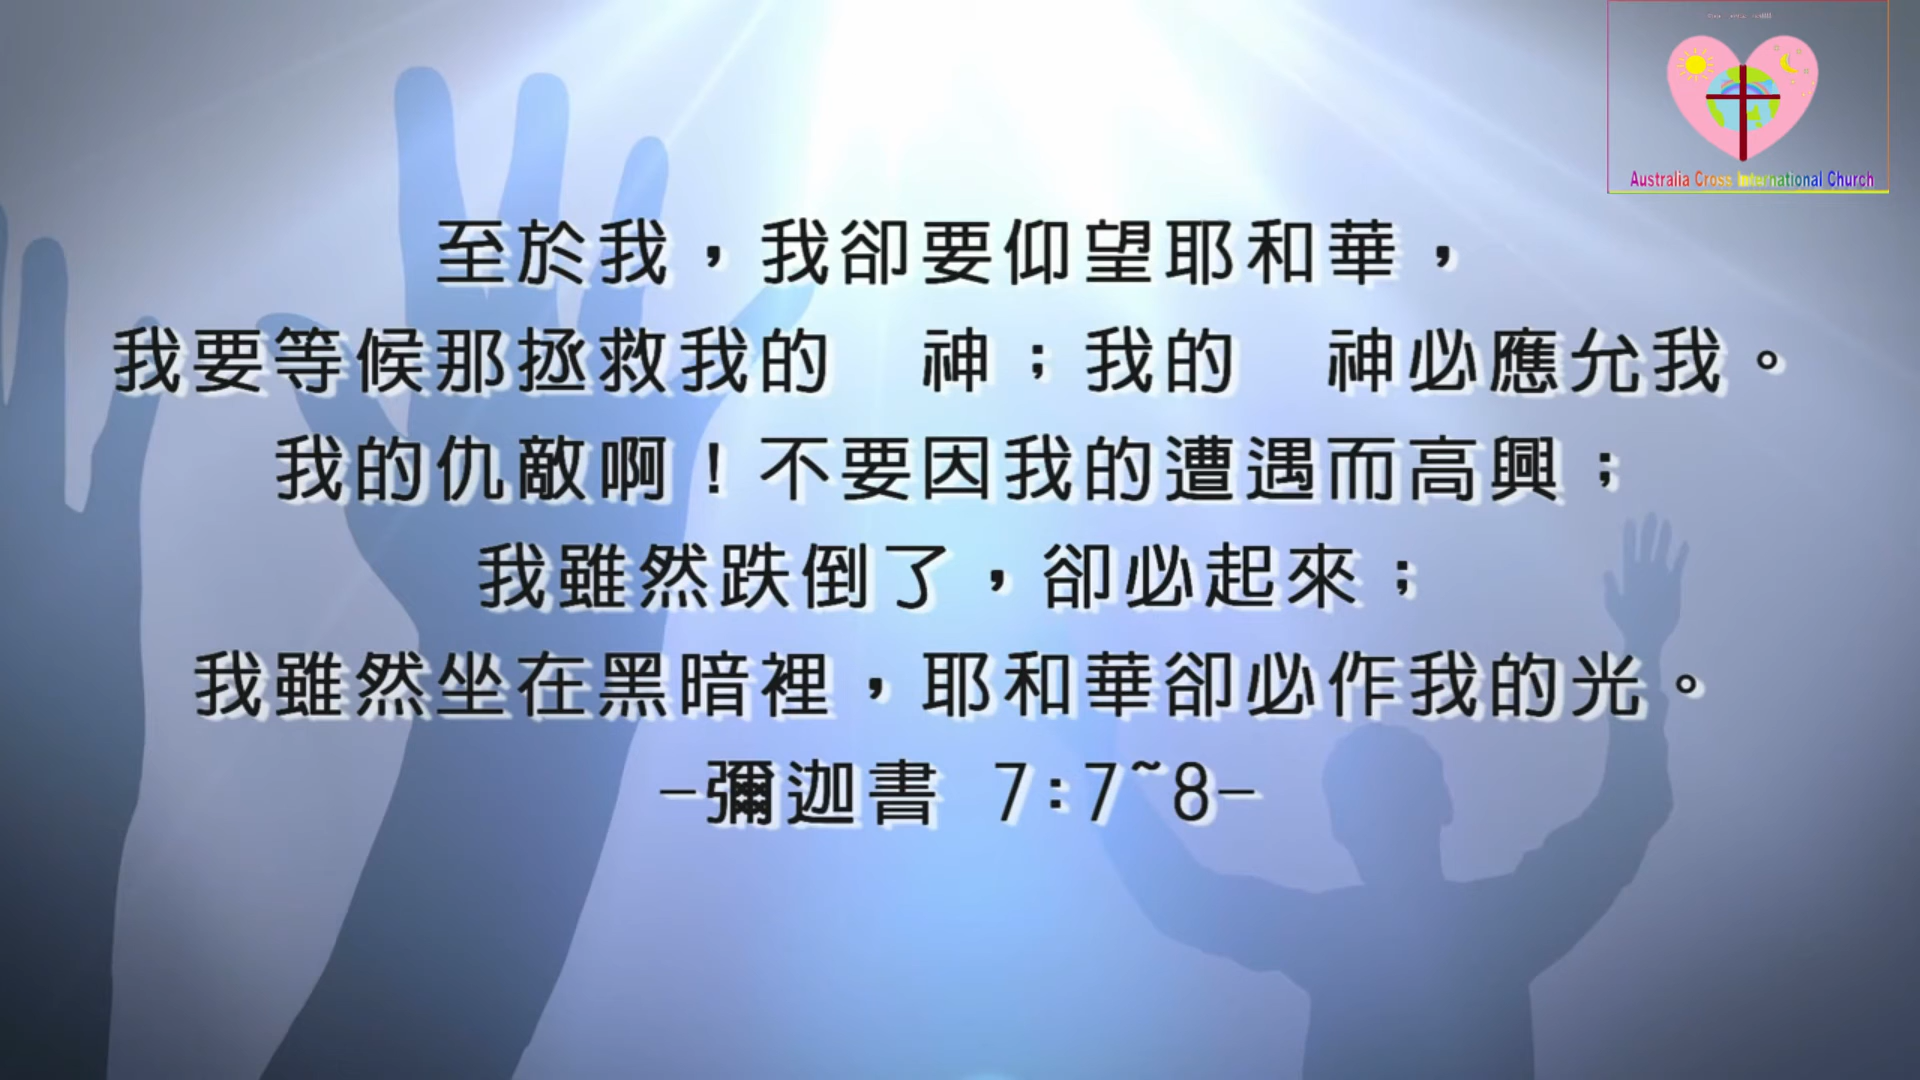 Australia Cross International Church
至於我，我卻要仰望耶和華，
我要等候那拯救我的　神；我的　神必應允我。
我的仇敵啊！不要因我的遭遇而高興；
我雖然跌倒了，卻必起來；
我雖然坐在黑暗裡，耶和華卻必作我的光。
-彌迦書 7:7~8-